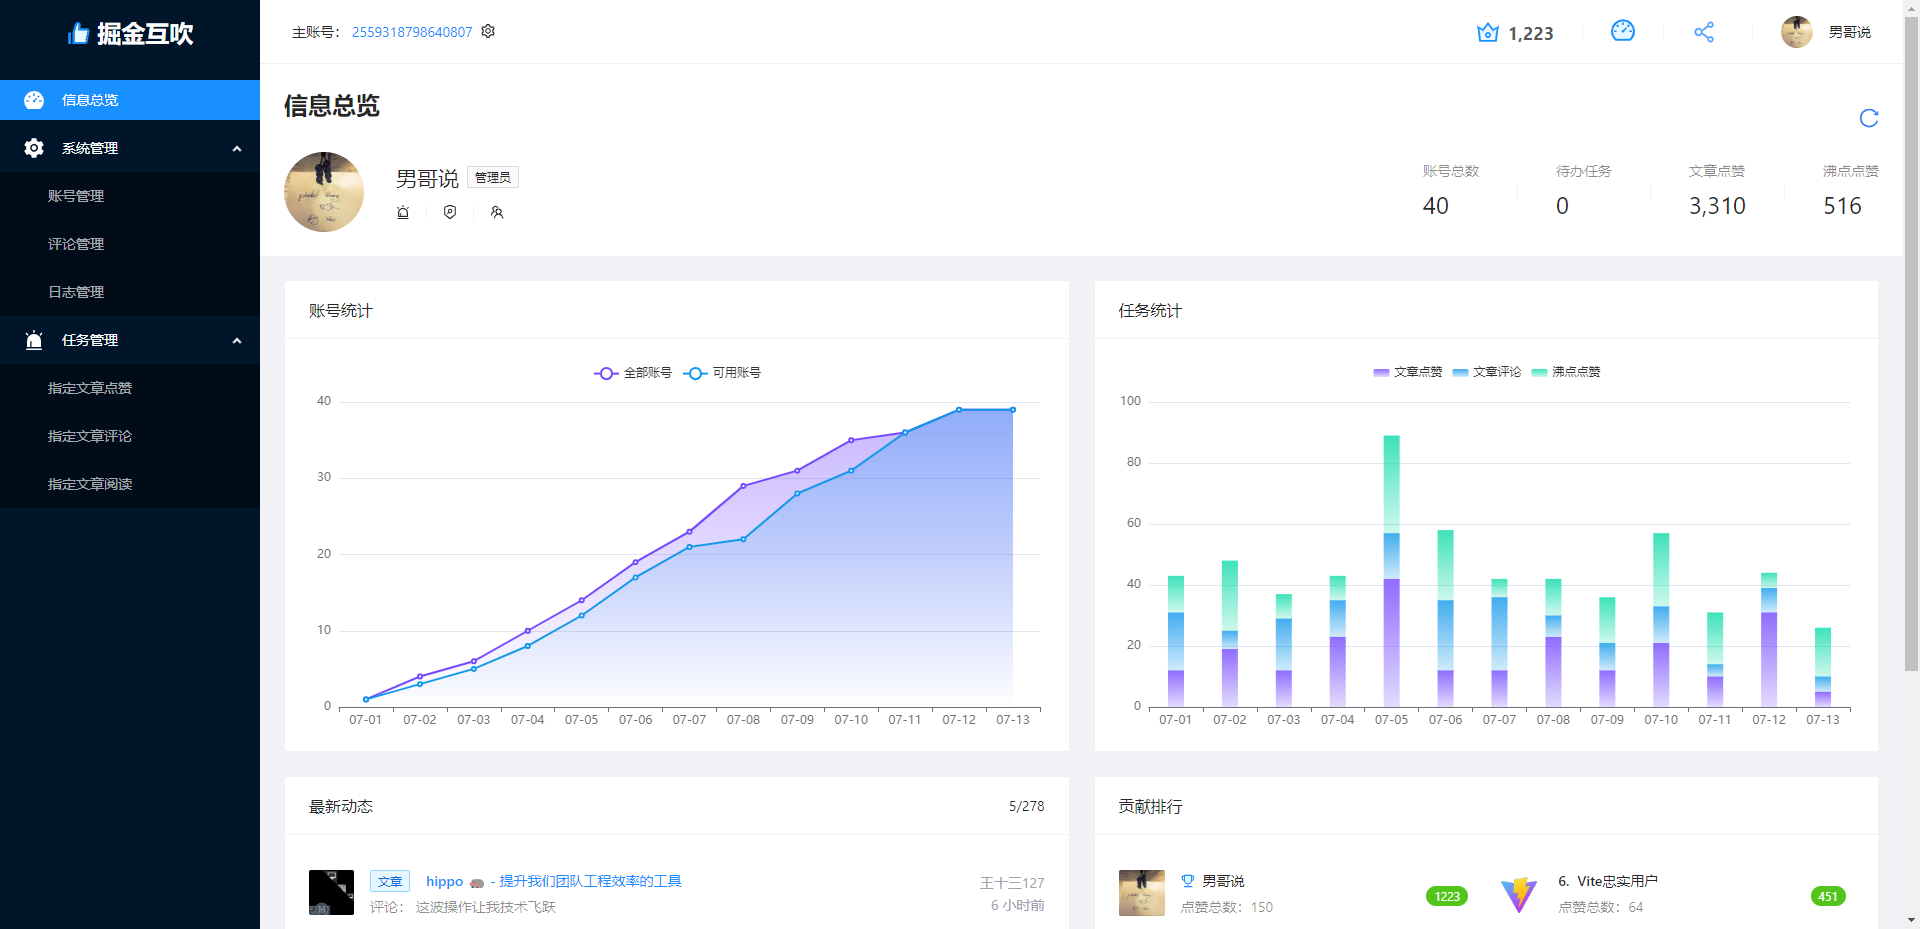 掘金互吹
主账号： 2559318798640807
1,223
男哥说
信息总览
系统管理
账号管理
评论管理
日志管理
任务管理
指定文章点赞
指定文章评论
指定文章阅读
信息总览
男哥说 管理员
账号总数 待办任务 文章点赞 沸点点赞
40 0 3,310 516
账号统计
全部账号 可用账号
40
30
20
10
0
07-01 07-02 07-03 07-04 07-05 07-06 07-07 07-08 07-09 07-10 07-11 07-12 07-13
任务统计
文章点赞 文章评论 沸点点赞
100
80
60
40
20
0
07-01 07-02 07-03 07-04 07-05 07-06 07-07 07-08 07-09 07-10 07-11 07-12 07-13
最新动态 5/278
文章 hippo 🦛 - 提升我们团队工程效率的工具 王十三127
评论： 这波操作让我技术飞跃 6 小时前
贡献排行
男哥说
点赞总数：150
1223
6. Vite忠实用户
点赞总数：64
451